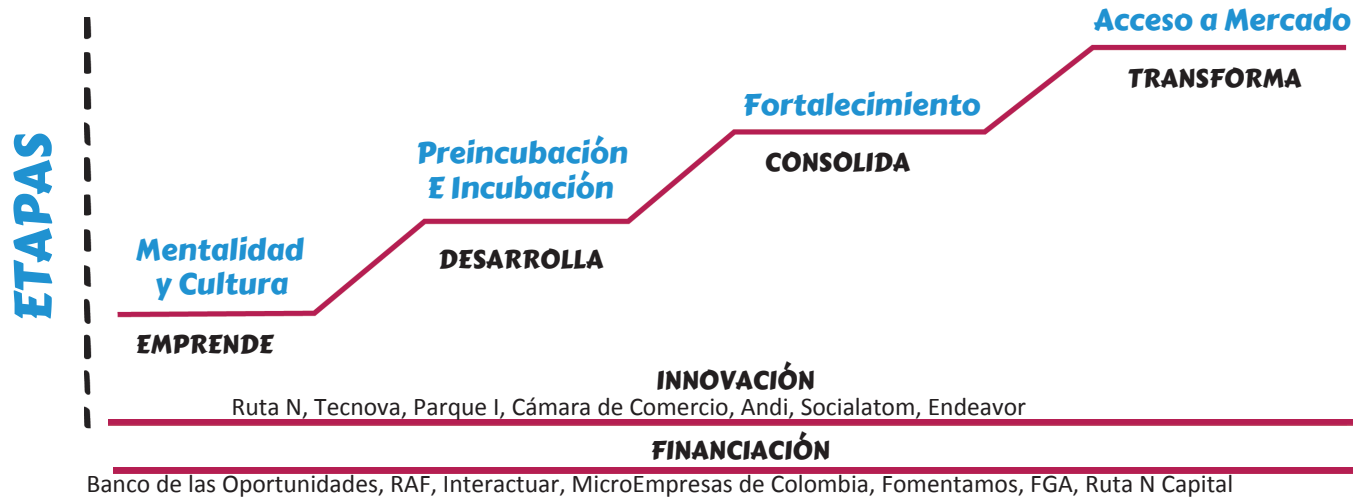 ETAPAS
Mentalidad
y Cultura
EMPRENDE
Preincubación
E Incubación
DESARROLLA
Fortalecimiento
CONSOLIDA
Acceso a Mercado
TRANSFORMA
INNOVACIÓN
Ruta N, Tecnova, Parque I, Cámara de Comercio, Andi, Socialatom, Endeavor
FINANCIACIÓN
Banco de las Oportunidades, RAF, Interactuar, MicroEmpresas de Colombia, Fomentamos, FGA, Ruta N Capital